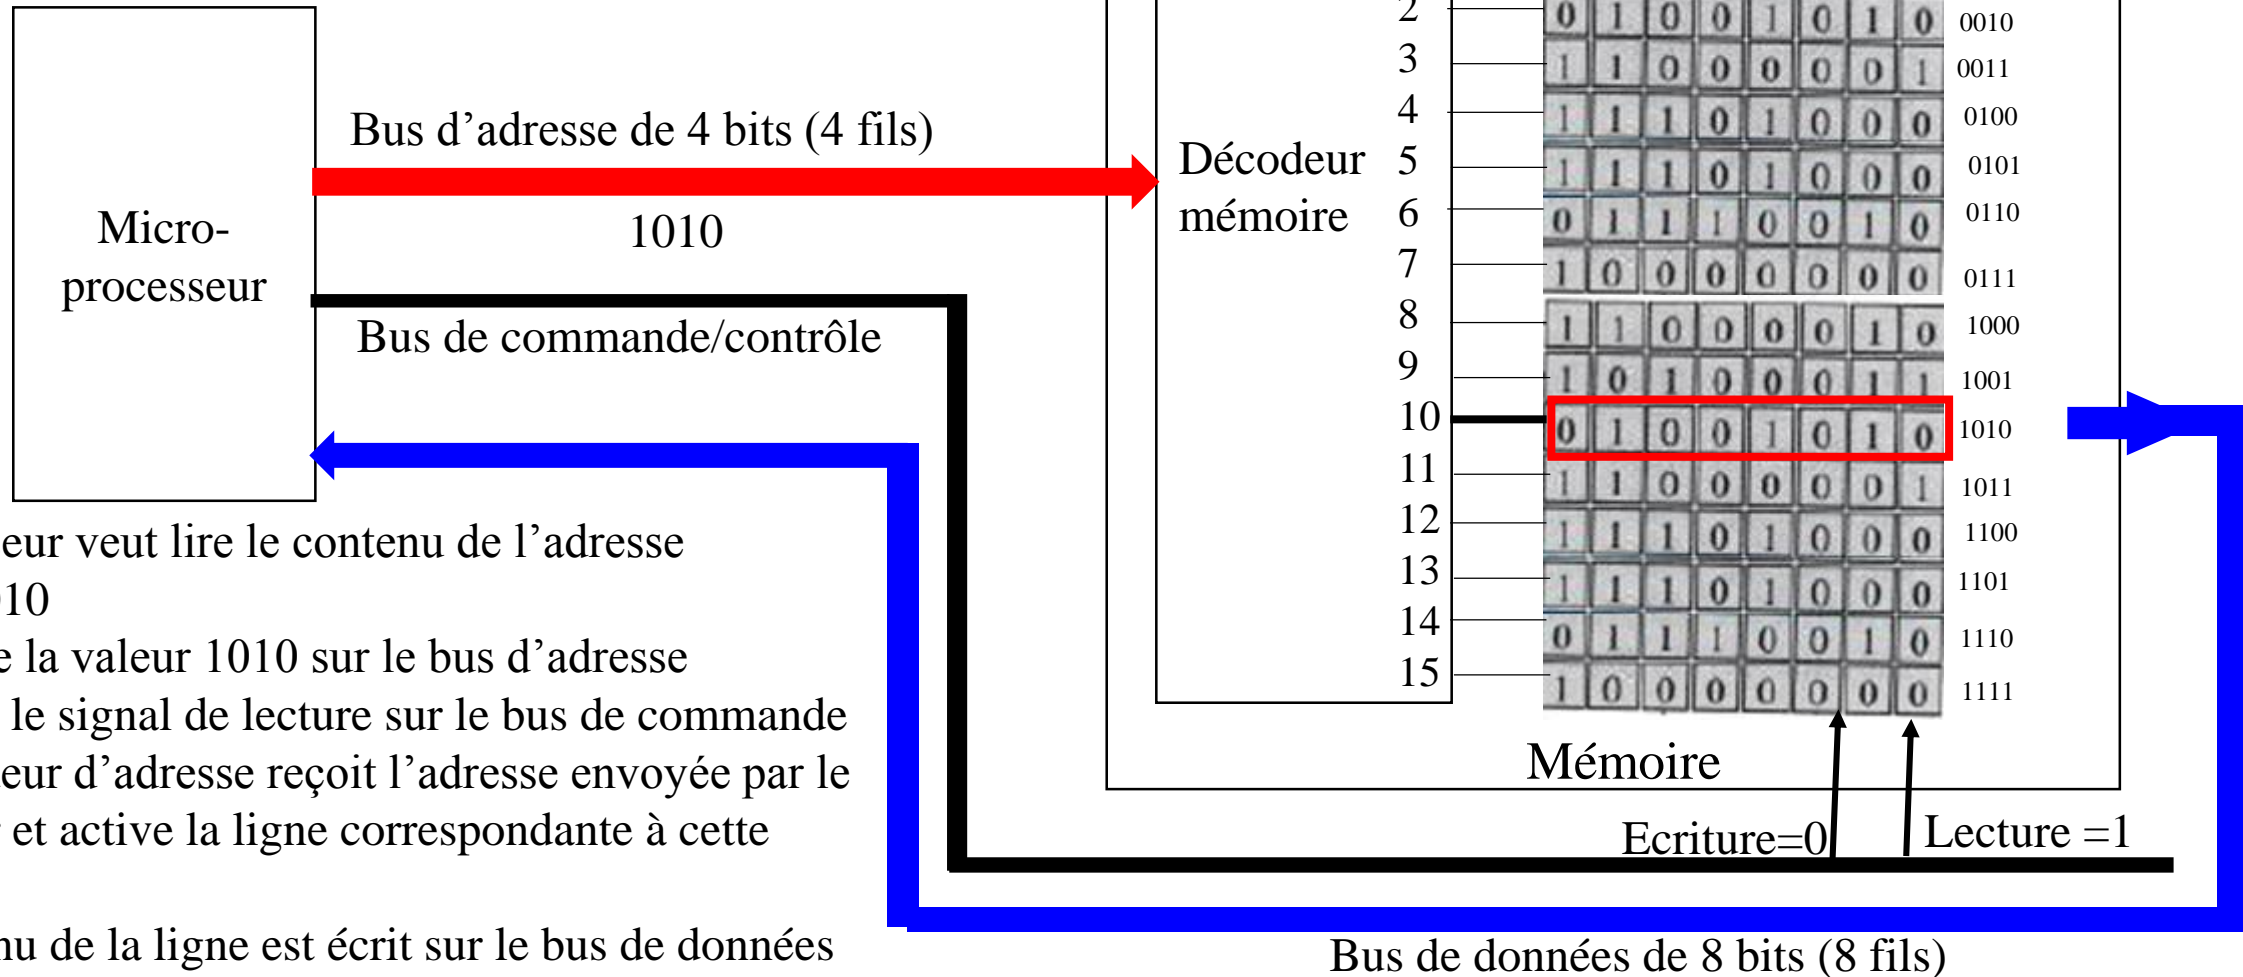 Micro-
processeur
Bus d’adresse de 4 bits (4 fils)
1010
Bus de commande/contrôle
Décodeur
mémoire
2 0 1 0 0 1 0 1 0 0010
3 1 1 0 0 0 0 0 1 0011
4 1 1 1 0 1 0 0 0 0100
5 1 1 1 0 1 0 0 0 0101
6 0 1 1 1 0 0 1 0 0110
7 1 0 0 0 0 0 0 0 0111
8 1 1 0 0 0 0 1 0 1000
9 1 0 1 0 0 0 1 1 1001
10 0 1 0 0 1 0 1 0 1010
11 1 1 0 0 0 0 0 1 1011
12 1 1 1 0 1 0 0 0 1100
13 1 1 1 0 1 0 0 0 1101
14 0 1 1 1 0 0 1 0 1110
15 1 0 0 0 0 0 0 0 1111
Mémoire
Ecriture=0
Lecture =1
Bus de données de 8 bits (8 fils)
eur veut lire le contenu de l’adresse
10
la valeur 1010 sur le bus d’adresse
le signal de lecture sur le bus de commande
eur d’adresse reçoit l’adresse envoyée par le
et active la ligne correspondante à cette
nu de la ligne est écrit sur le bus de données